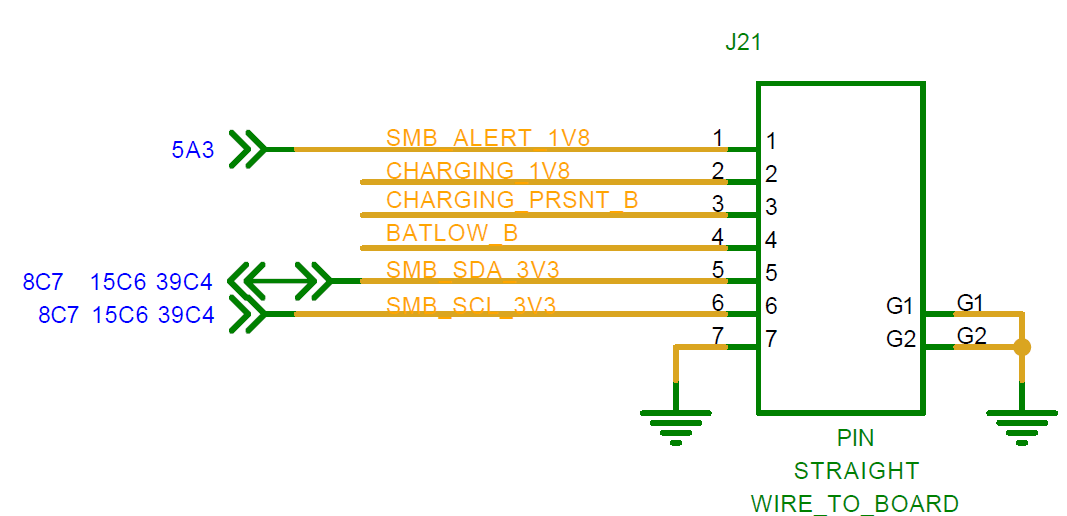 J21
5A3 SMB_ALERT_1V8 1 1
CHARGING_1V8 2 2
CHARGING_PRSNT_B 3 3
BATLOW_B 4 4
8C7 15C6 39C4 SMB_SDA_3V3 5 5
8C7 15C6 39C4 SMB_SCL_3V3 6 6 G1 G1
7 7 G2 G2
PIN
STRAIGHT
WIRE_TO_BOARD